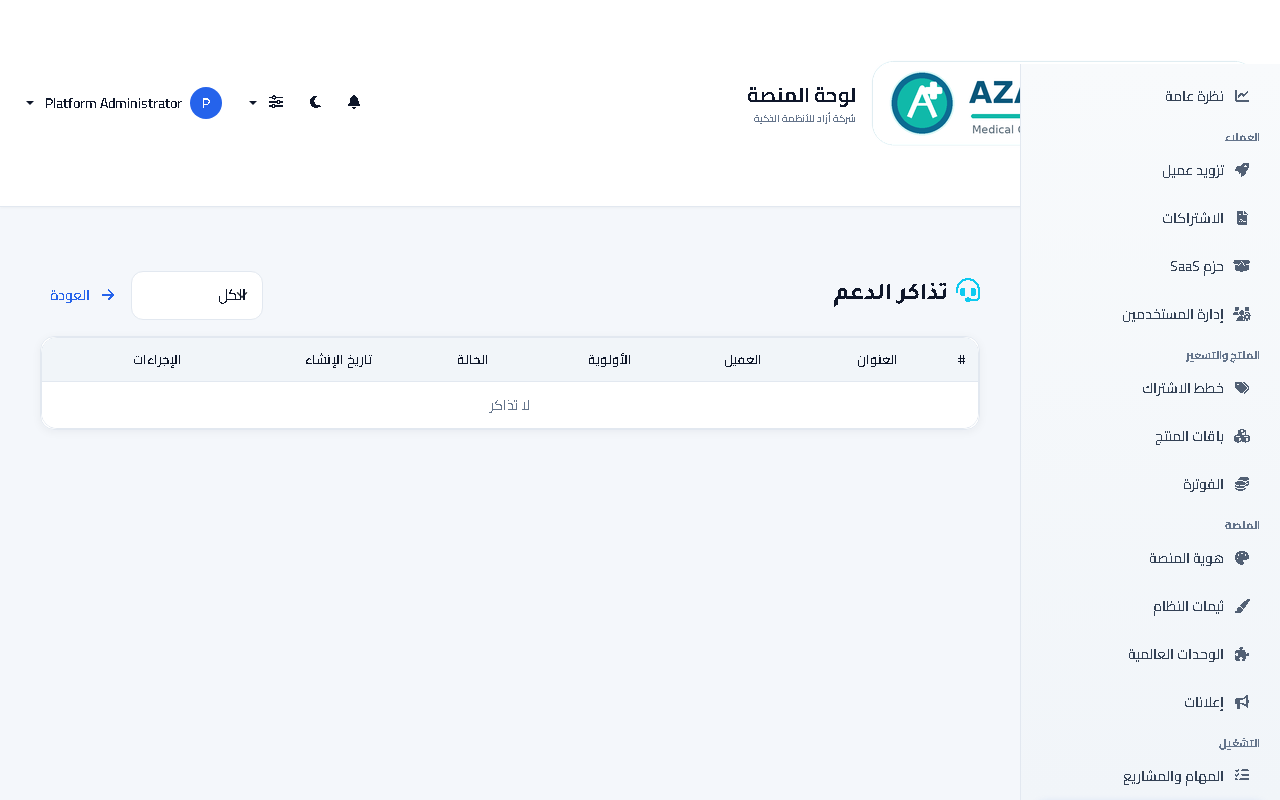 AZA
Medical
لوحة المنصة
شركة أزاد للأنظمة الذكية
P
Platform Administrator
نظرة عامة
العملاء
تزويد عميل
الاشتراكات
حزم SaaS
إدارة المستخدمين
المنتج والتسعير
خطط الاشتراك
باقات المنتج
الفوترة
المنصة
هوية المنصة
ثيمات النظام
الوحدات العالمية
إعلانات
التشغيل
المهام والمشاريع
تذاكر الدعم
الكل
العودة
# العنوان العميل الأولوية الحالة تاريخ الإنشاء الإجراءات
لا تذاكر